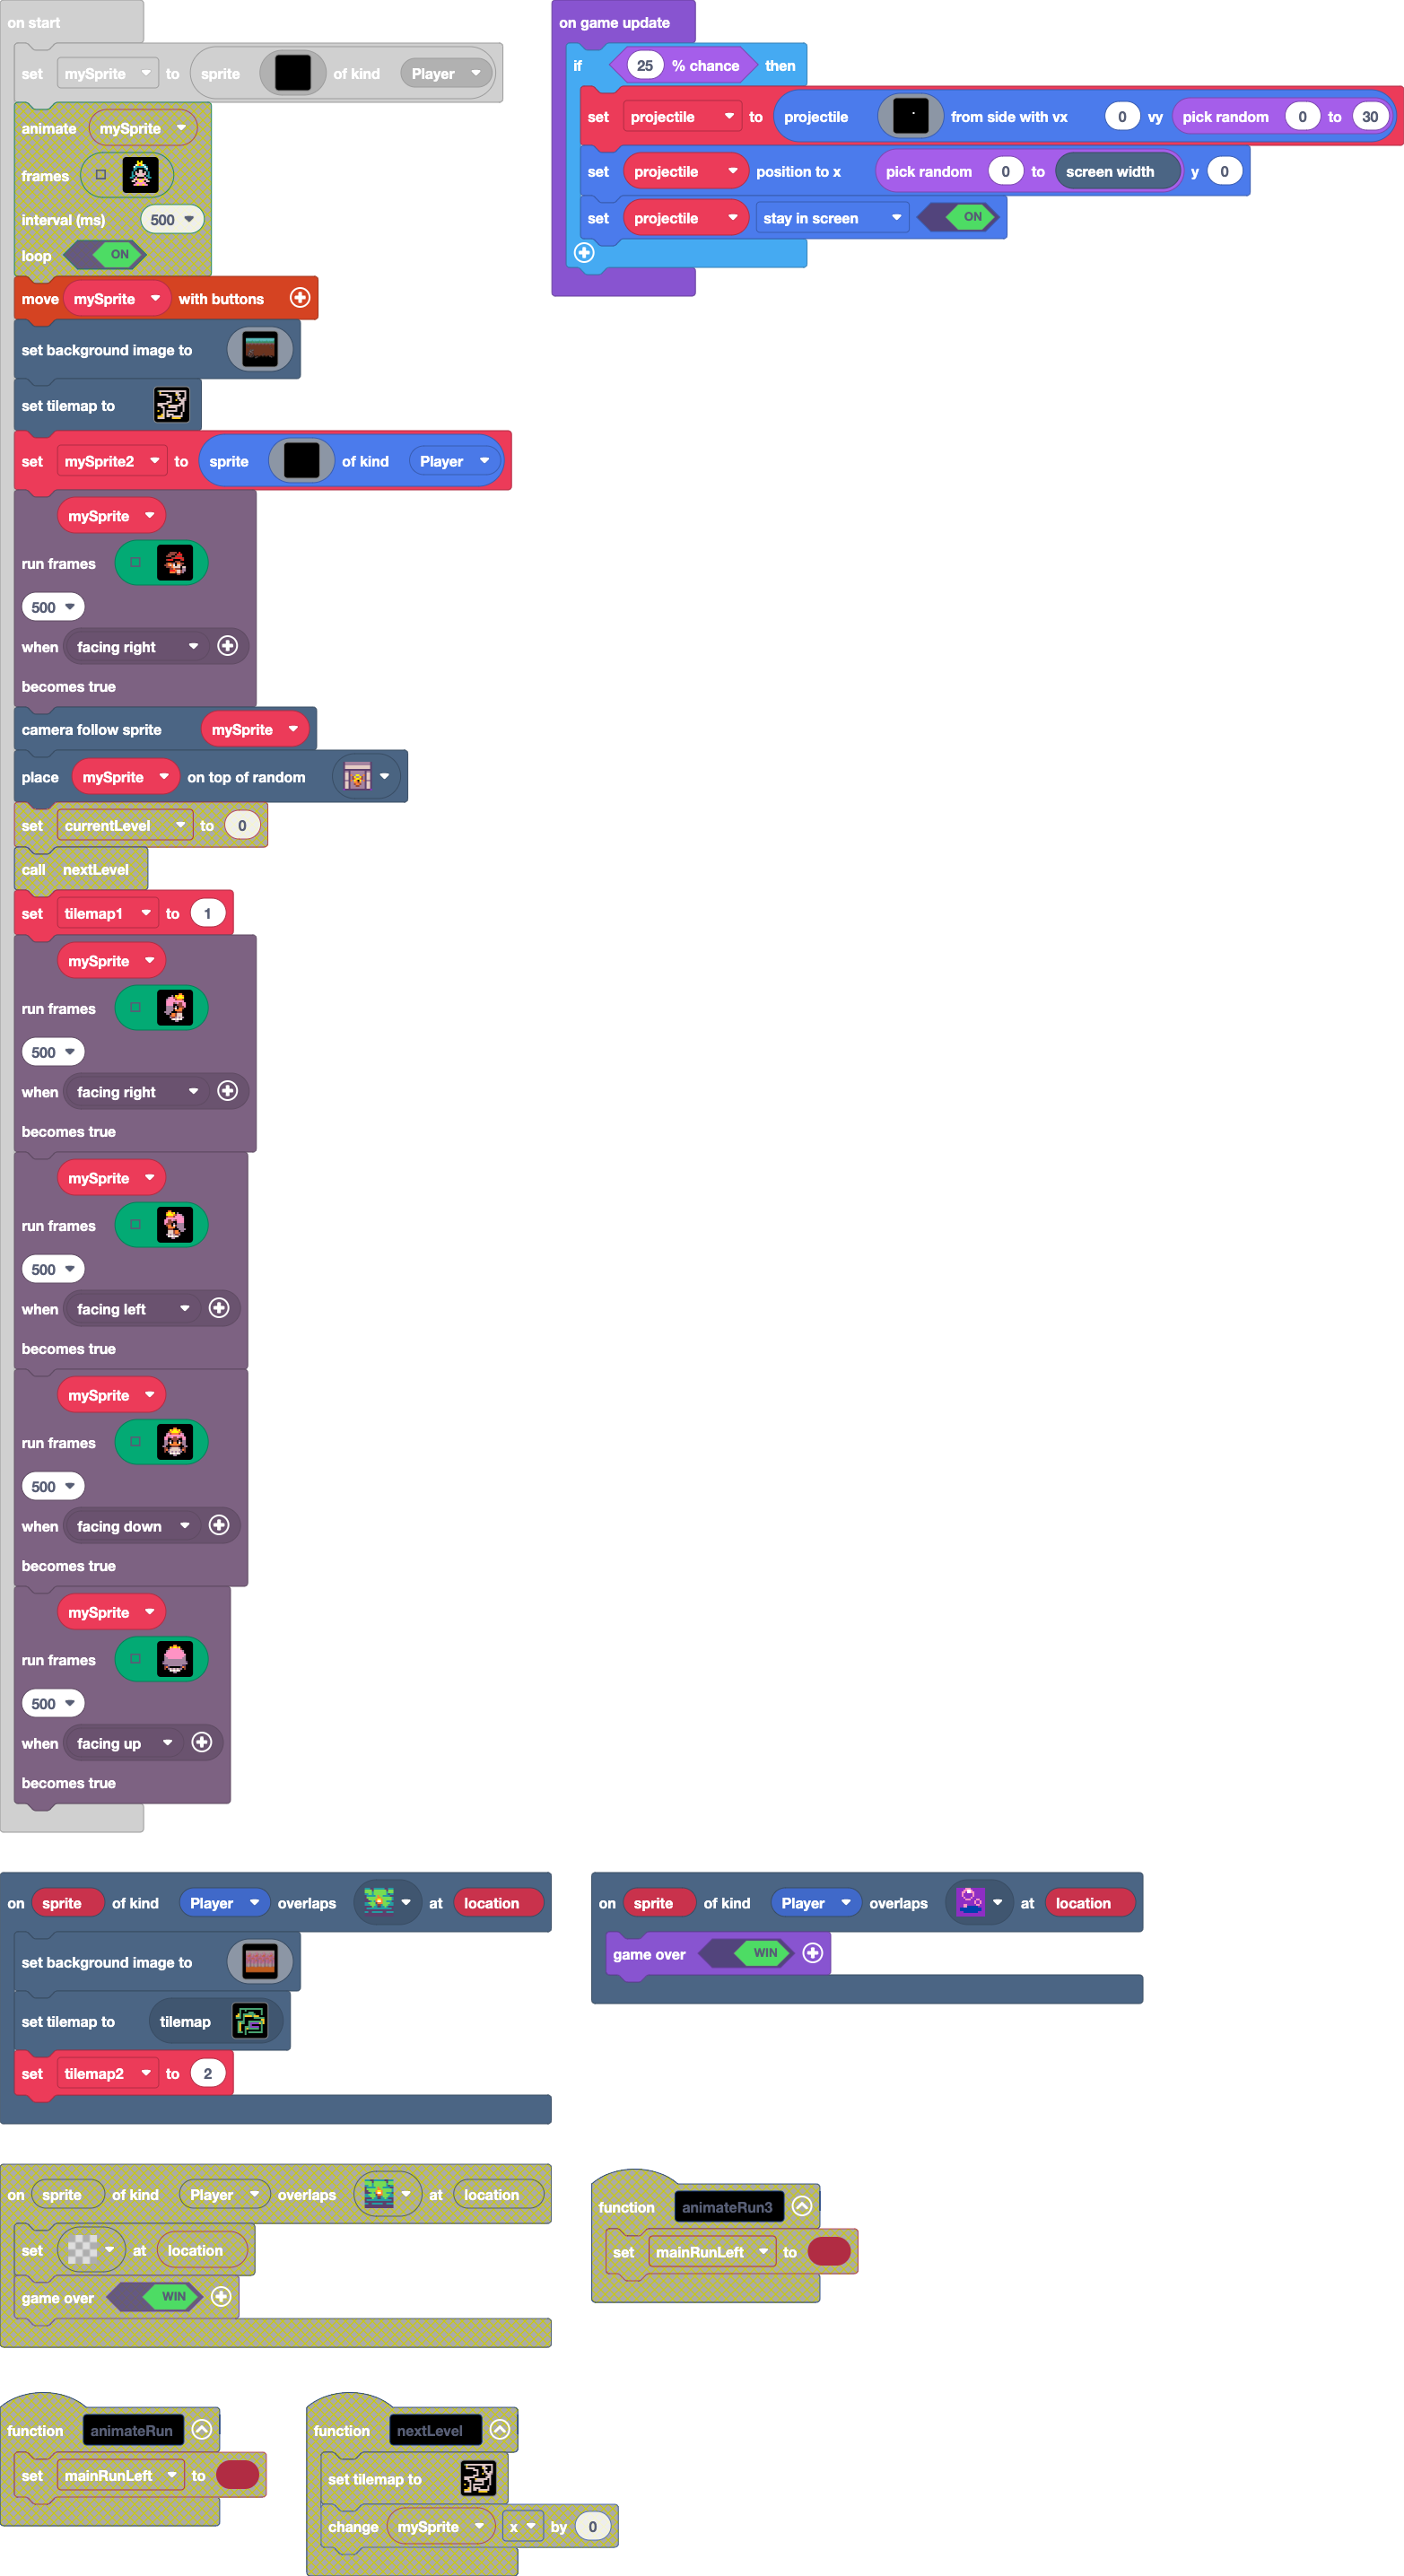 on start
set mySprite to sprite of kind Player
animate mySprite
frames
interval (ms) 500
loop ON
move mySprite with buttons
set background image to
set tilemap to
set mySprite2 to sprite of kind Player
mySprite
run frames
500
when facing right
becomes true
camera follow sprite mySprite
place mySprite on top of random
set currentLevel to 0
call nextLevel
set tilemap1 to 1
mySprite
run frames
500
when facing right
becomes true
mySprite
run frames
500
when facing left
becomes true
mySprite
run frames
500
when facing down
becomes true
mySprite
run frames
500
when facing up
becomes true
on game update
if 25 % chance then
set projectile to projectile from side with vx 0 vy pick random 0 to 30
set projectile position to x pick random 0 to screen width y 0
set projectile stay in screen ON
on sprite of kind Player overlaps at location
set background image to
set tilemap to tilemap
set tilemap2 to 2
on sprite of kind Player overlaps at location
game over WIN
on sprite of kind Player overlaps at location
set at location
game over WIN
function animateRun3
set mainRunLeft to
function animateRun
set mainRunLeft to
function nextLevel
set tilemap to
change mySprite x by 0